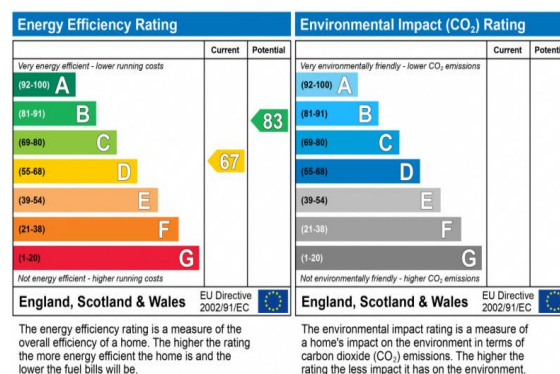 Energy Efficiency Rating
Current Potential
Very energy efficient - lower running costs
(92-100) A
(81-91) B
83
(69-80) C
(55-68) D
67
(39-54) E
(21-38) F
(1-20) G
Not energy efficient - higher running costs
England, Scotland & Wales
EU Directive
2002/91/EC
The energy efficiency rating is a measure of the
overall efficiency of a home. The higher the rating
the more energy efficient the home is and the
lower the fuel bills will be.
Environmental Impact (CO₂) Rating
Current Potenti
Very environmentally friendly - lower CO₂ emissions
(92-100) A
(81-91) B
(69-80) C
(55-68) D
(39-54) E
(21-38) F
(1-20) G
Not environmentally friendly - higher CO₂ emissions
England, Scotland & Wales
EU Directive
2002/91/EC
The environmental impact rating is a measure of
a home's impact on the environment in terms of
carbon dioxide (CO₂) emissions. The higher the
rating the less impact it has on the environment.